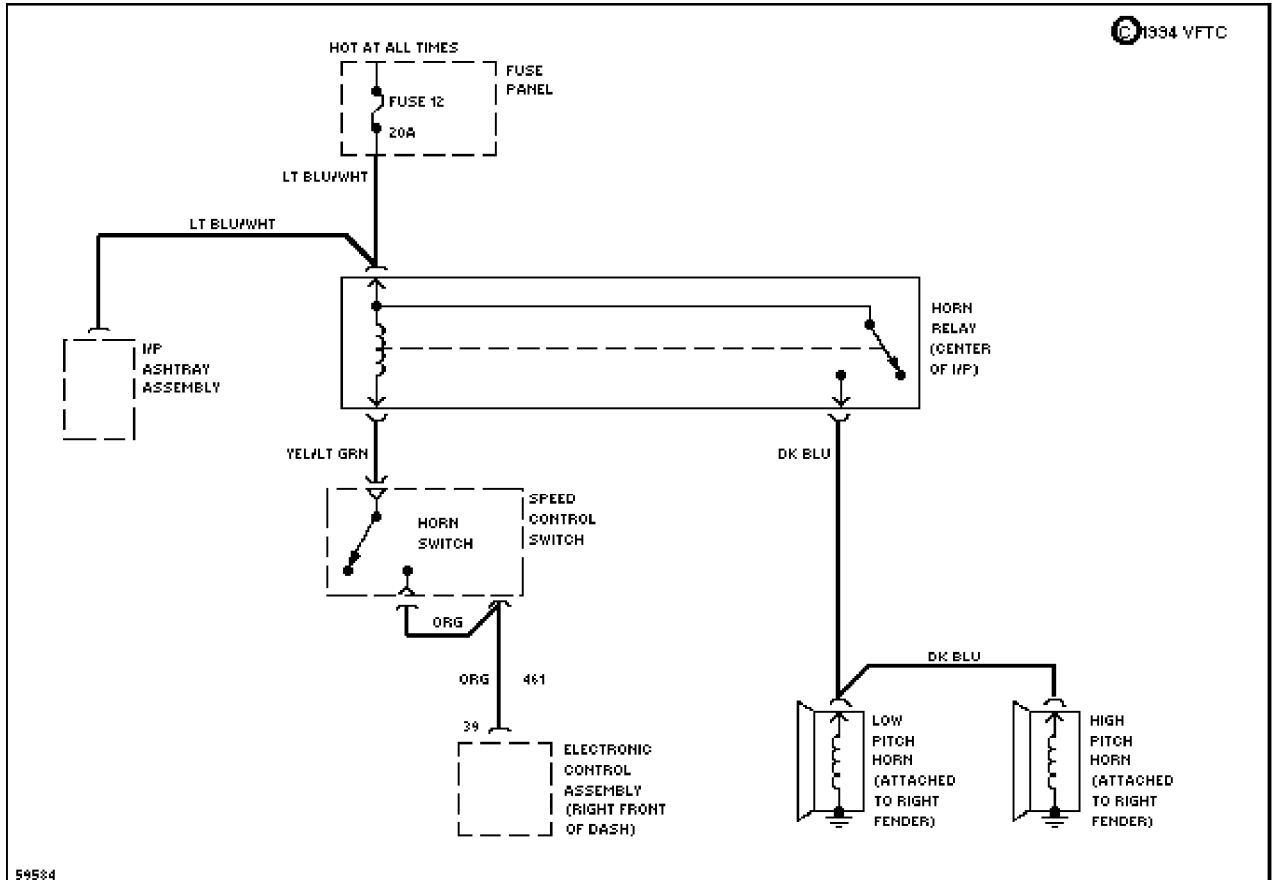 © 1994 VFTC
HOT AT ALL TIMES
FUSE
PANEL
FUSE 12
20A
LT BLU/WHT
LT BLU/WHT
I/P
ASHTRAY
ASSEMBLY
HORN
RELAY
(CENTER
OF I/P)
YEL/LT GRN
DK BLU
SPEED
CONTROL
SWITCH
HORN
SWITCH
ORG
ORG
461
39
ELECTRONIC
CONTROL
ASSEMBLY
(RIGHT FRONT
OF DASH)
DK BLU
LOW
PITCH
HORN
(ATTACHED
TO RIGHT
FENDER)
HIGH
PITCH
HORN
(ATTACHED
TO RIGHT
FENDER)
59584